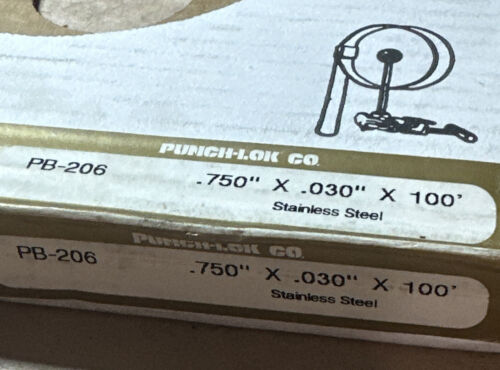 PUNCH-LOK CO.
PB-206 .750" X .030" X 100'
Stainless Steel
PUNCH-LOK CO.
PB-206 .750" X .030" X 100'
Stainless Steel